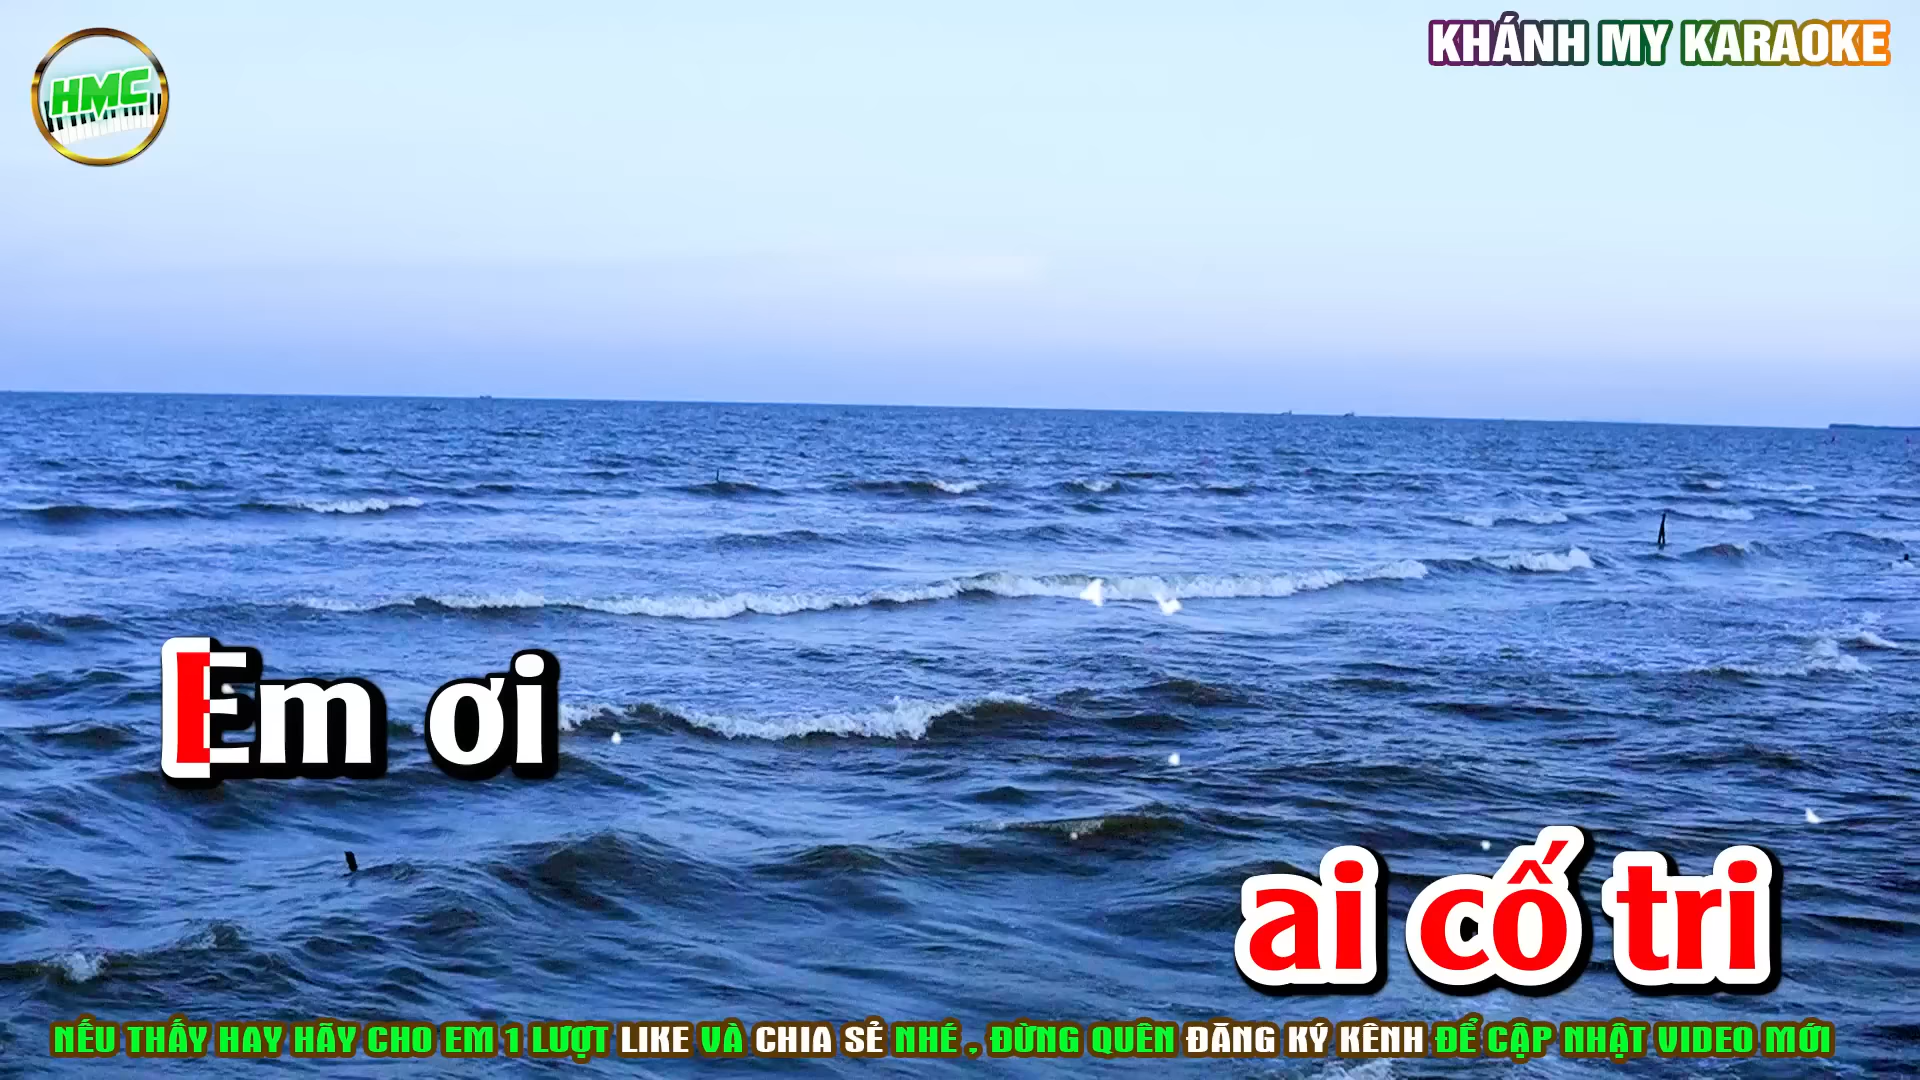 HMC
KHÁNH MY KARAOKE
Em ơi
ai cố tri
NẾU THẤY HAY HÃY CHO EM 1 LƯỢT LIKE VÀ CHIA SẺ NHÉ , ĐỪNG QUÊN ĐĂNG KÝ KÊNH ĐỂ CẬP NHẬT VIDEO MỚI